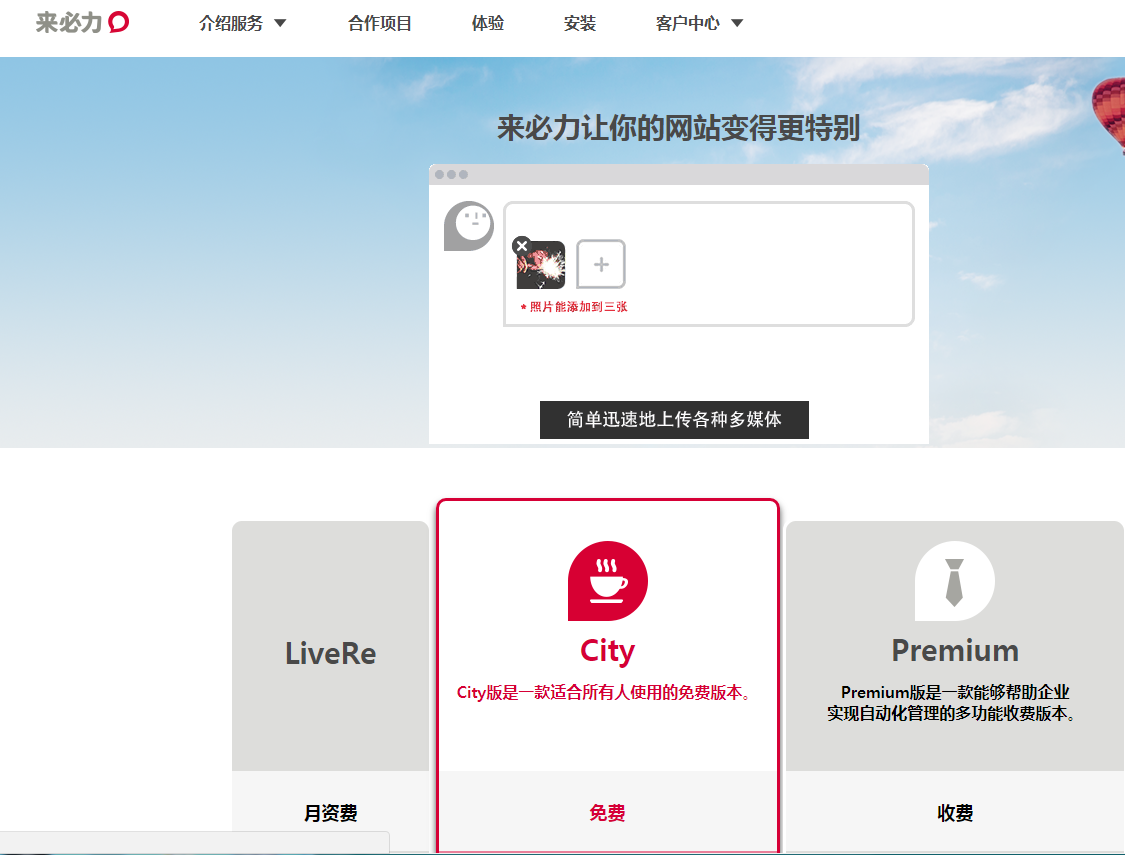 来必力
介绍服务 合作项目 体验 安装 客户中心
来必力让你的网站变得更特别
* 照片能添加到三张
简单迅速地上传各种多媒体
LiveRe
City
City版是一款适合所有人使用的免费版本。
Premium
Premium版是一款能够帮助企业
实现自动化管理的多功能收费版本。
月资费 免费 收费